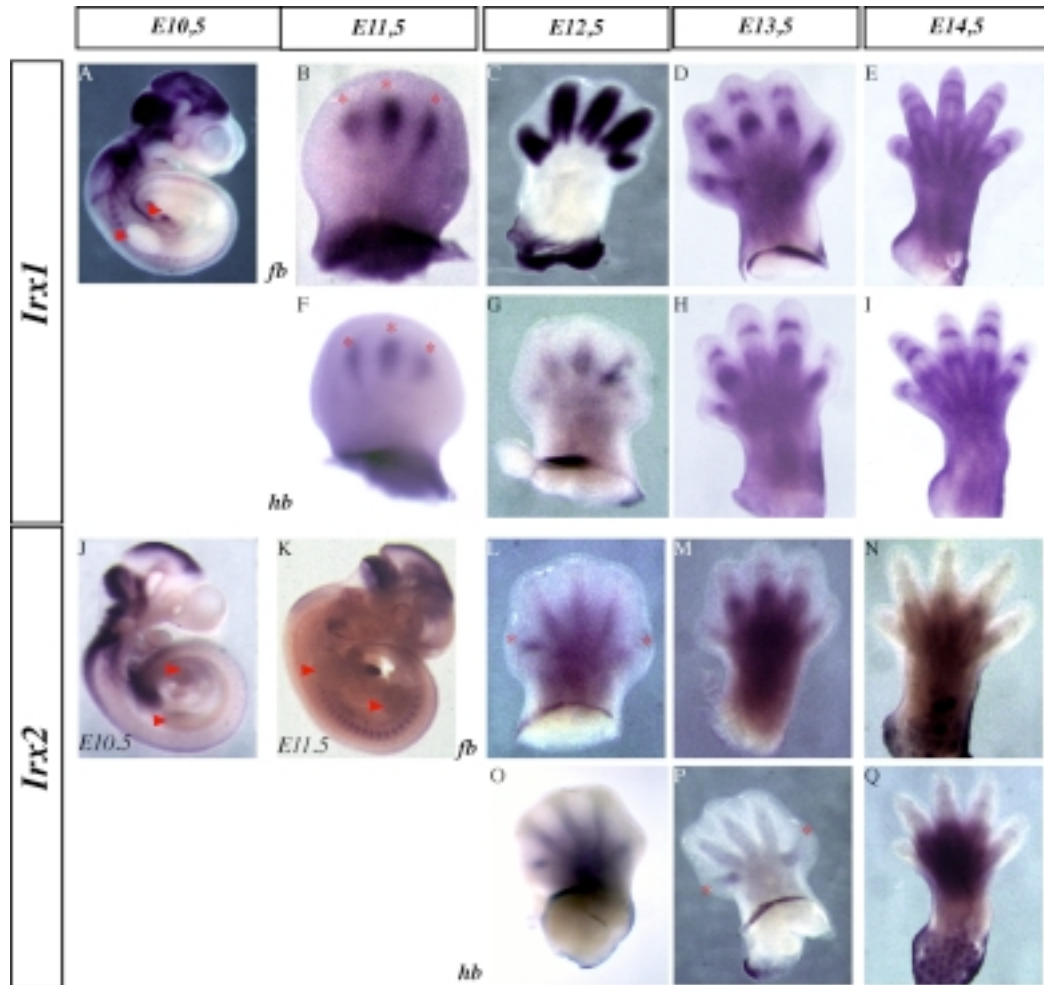 E10,5 E11,5 E12,5 E13,5 E14,5
Irx1
A B C D E
fb
F G H I
hb
Irx2
J K L M N
E10.5 E11.5 fb
O P Q
hb